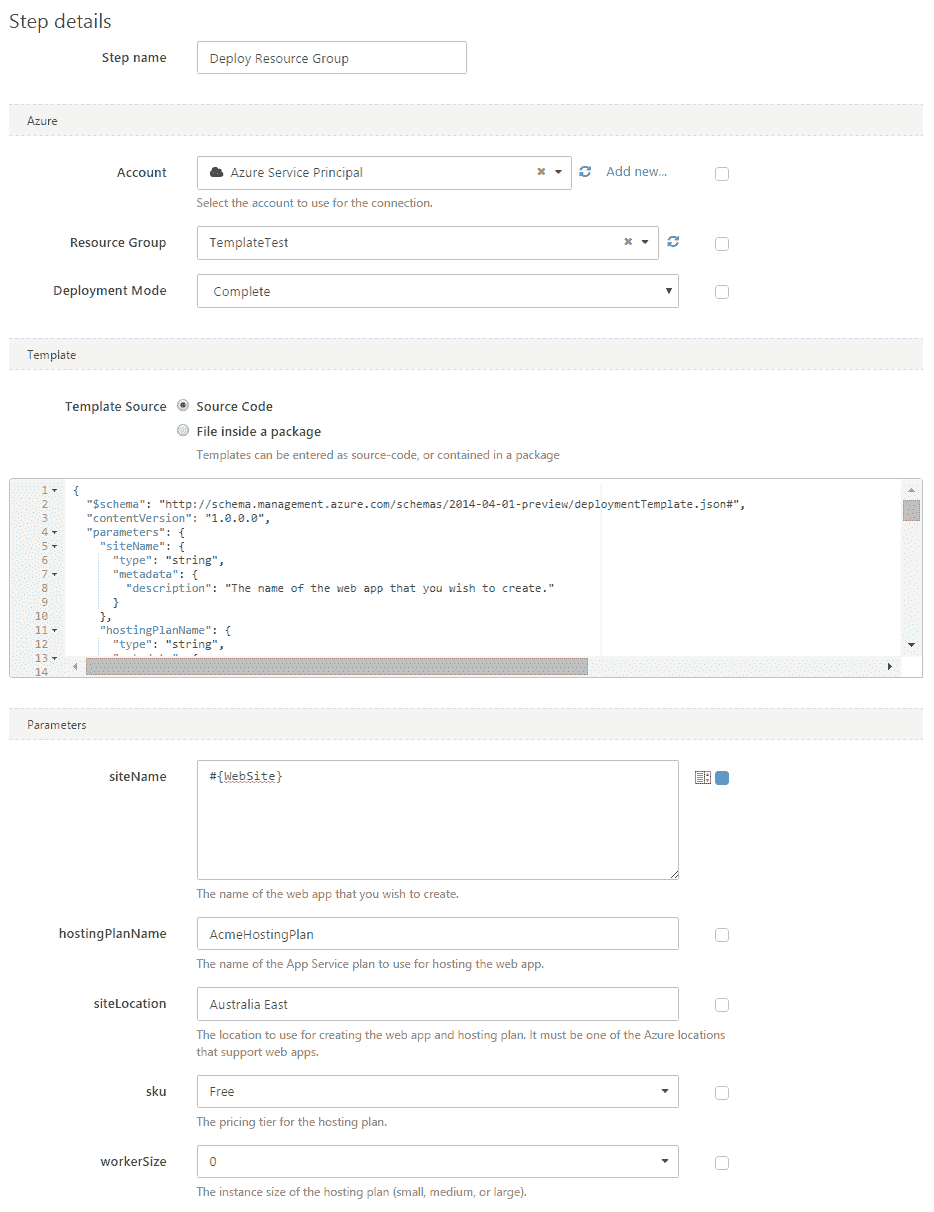 Step details
Step name Deploy Resource Group
Azure
Account Azure Service Principal Add new...
Select the account to use for the connection.
Resource Group TemplateTest
Deployment Mode Complete
Template
Template Source Source Code
File inside a package
Templates can be entered as source-code, or contained in a package
1 {
2 "$schema": "http://schema.management.azure.com/schemas/2014-04-01-preview/deploymentTemplate.json#",
3 "contentVersion": "1.0.0.0",
4 "parameters": {
5 "siteName": {
6 "type": "string",
7 "metadata": {
8 "description": "The name of the web app that you wish to create."
9 }
10 },
11 "hostingPlanName": {
12 "type": "string",
13
14
Parameters
siteName #{WebSite}
The name of the web app that you wish to create.
hostingPlanName AcmeHostingPlan
The name of the App Service plan to use for hosting the web app.
siteLocation Australia East
The location to use for creating the web app and hosting plan. It must be one of the Azure locations
that support web apps.
sku Free
The pricing tier for the hosting plan.
workerSize 0
The instance size of the hosting plan (small, medium, or large).